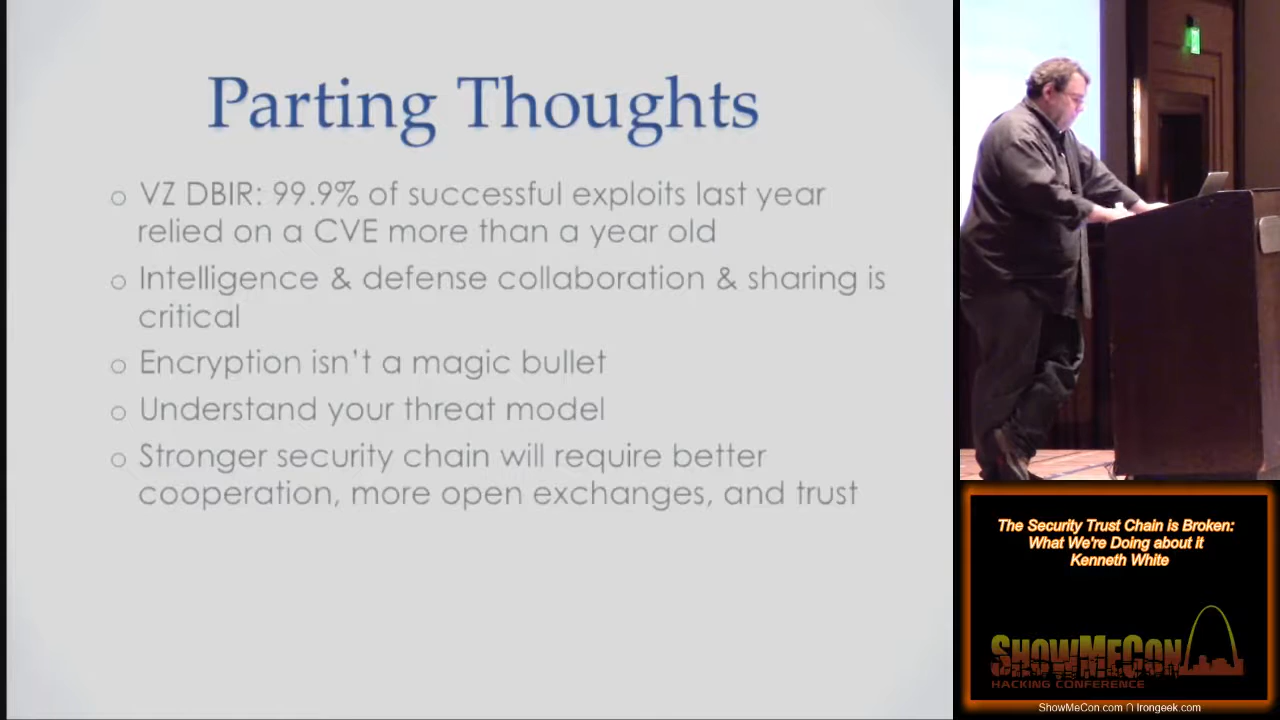 Parting Thoughts
○ VZ DBIR: 99.9% of successful exploits last year
relied on a CVE more than a year old
○ Intelligence & defense collaboration & sharing is
critical
○ Encryption isn't a magic bullet
○ Understand your threat model
○ Stronger security chain will require better
cooperation, more open exchanges, and trust
The Security Trust Chain is Broken:
What We're Doing about it
Kenneth White
SHOWMECON
HACKING CONFERENCE
ShowMeCon.com ∩ Irongeek.com